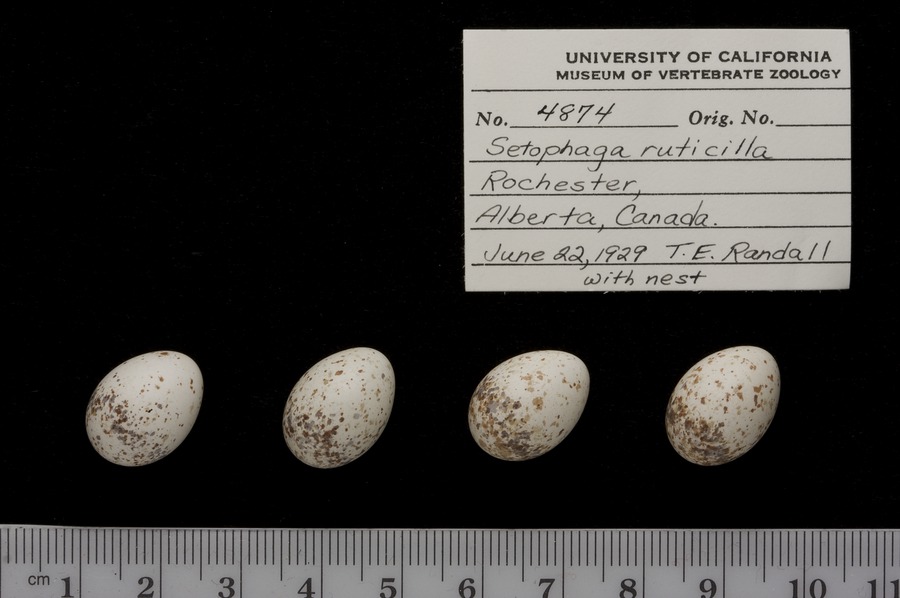 UNIVERSITY OF CALIFORNIA
MUSEUM OF VERTEBRATE ZOOLOGY
No. 4874 Orig. No.
Setophaga ruticilla
Rochester,
Alberta, Canada.
June 22, 1929 T.E. Randall
with nest
cm 1 2 3 4 5 6 7 8 9 10 11